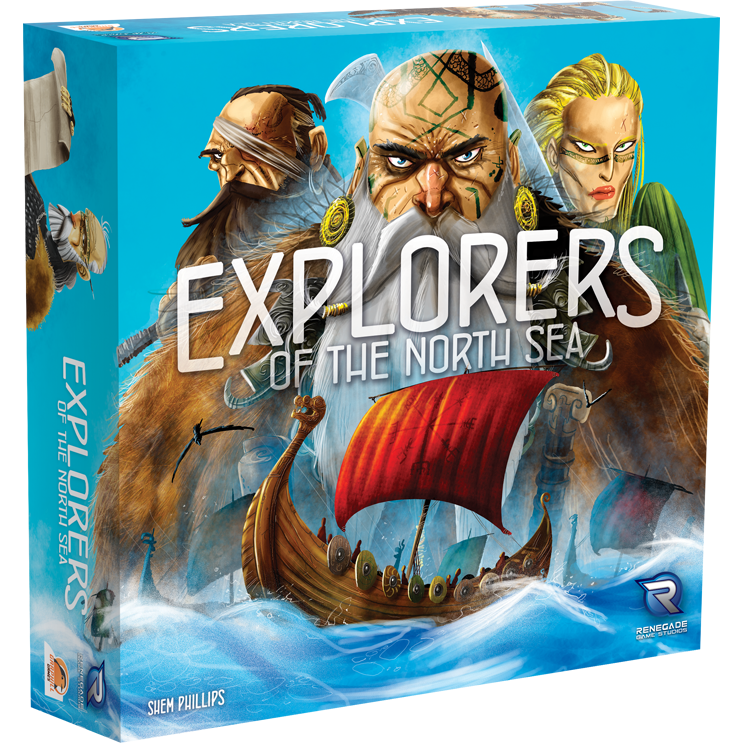 EXPLORERS
OF THE NORTH SEA
SHEM PHILLIPS
R
RENEGADE
GAME STUDIOS
EXPLORERS
OF THE NORTH SEA
R